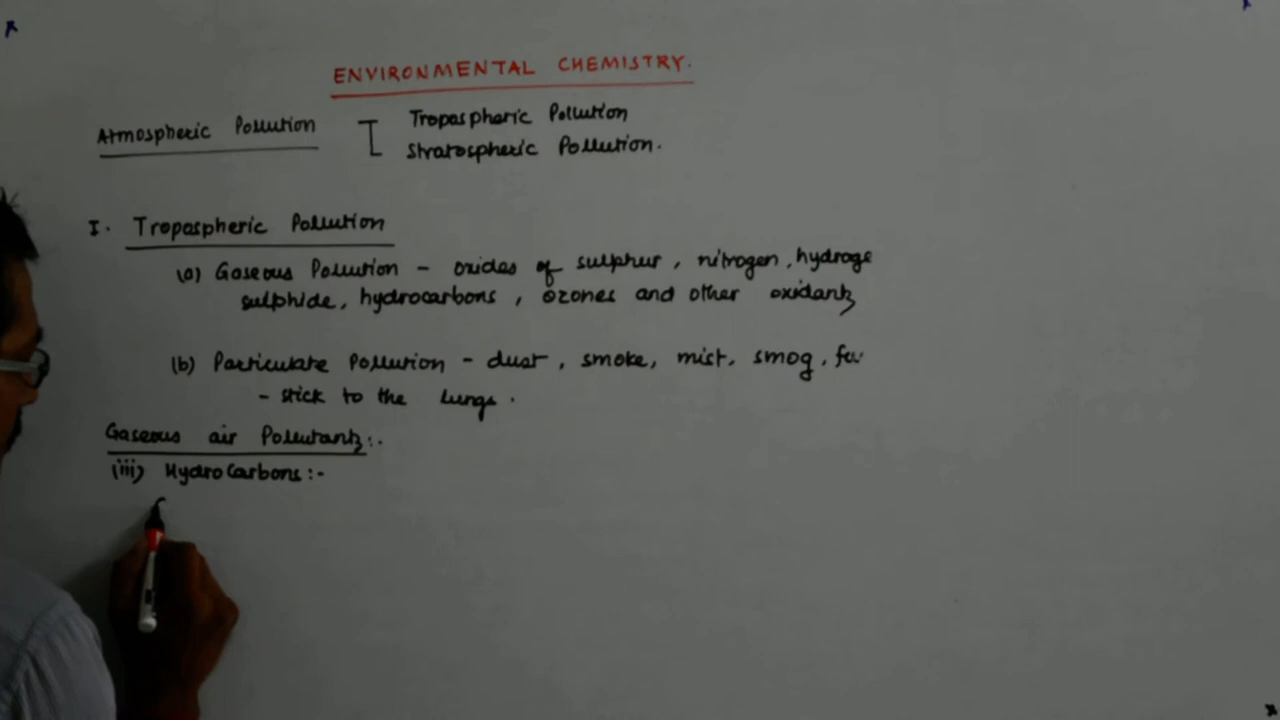 ENVIRONMENTAL CHEMISTRY.
Atmospheric Pollution
Tropospheric Pollution
Stratospheric Pollution.
I. Tropospheric Pollution
(a) Gaseous Pollution - oxides of sulphur, nitrogen, hydroge
sulphide, hydrocarbons, ozones and other oxidants
(b) Particulate Pollution - dust, smoke, mist, smog,
- stick to the lungs.
Gaseous air Pollutants:-
(iii) HydroCarbons:-